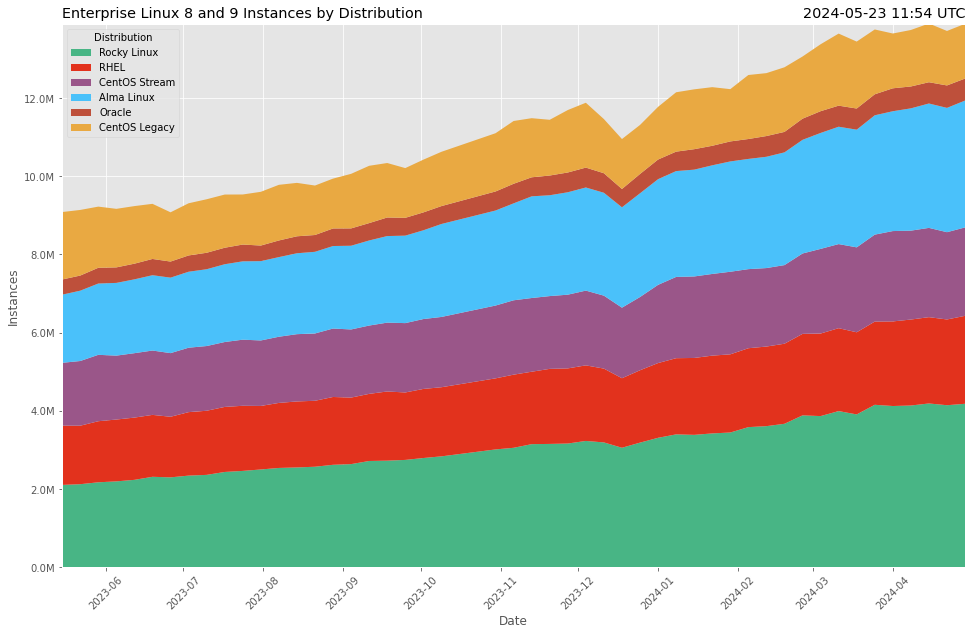 Enterprise Linux 8 and 9 Instances by Distribution
2024-05-23 11:54 UTC
Distribution
Rocky Linux
RHEL
CentOS Stream
Alma Linux
Oracle
CentOS Legacy
Instances
12.0M
10.0M
8.0M
6.0M
4.0M
2.0M
0.0M
2023-06
2023-07
2023-08
2023-09
2023-10
2023-11
2023-12
2024-01
2024-02
2024-03
2024-04
Date